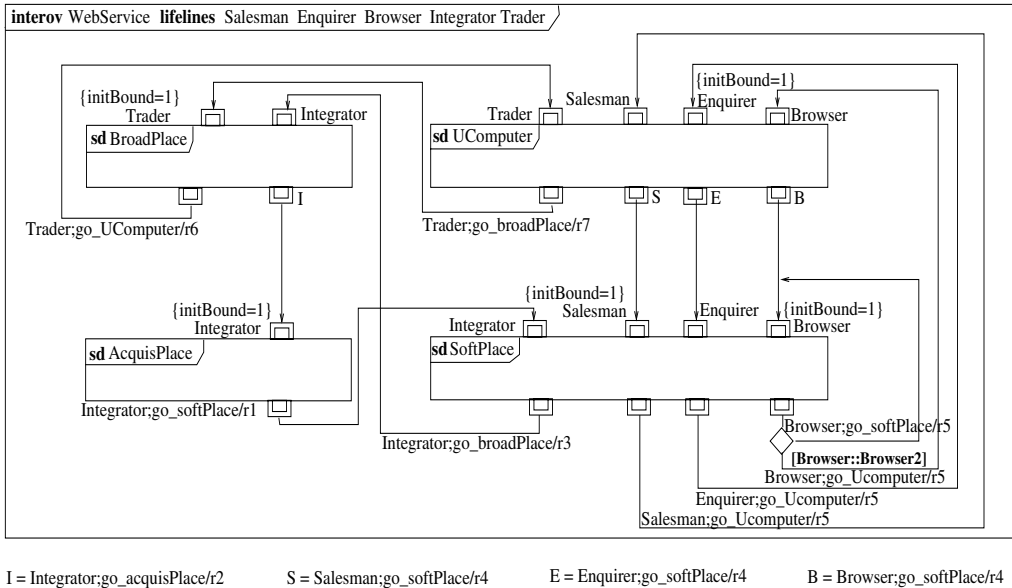 interov WebService lifelines Salesman Enquirer Browser Integrator Trader
{initBound=1}
Trader
Integrator
sd BroadPlace
I
Trader;go_UComputer/r6
Trader
Salesman
{initBound=1}
Enquirer
Browser
sd UComputer
S
E
B
Trader;go_broadPlace/r7
{initBound=1}
Integrator
sd AcquisPlace
Integrator;go_softPlace/r1
Integrator
{initBound=1}
Salesman
Enquirer
{initBound=1}
Browser
sd SoftPlace
Integrator;go_broadPlace/r3
Browser;go_softPlace/r5
[Browser::Browser2]
Browser;go_Ucomputer/r5
Enquirer;go_Ucomputer/r5
Salesman;go_Ucomputer/r5
I = Integrator;go_acquisPlace/r2
S = Salesman;go_softPlace/r4
E = Enquirer;go_softPlace/r4
B = Browser;go_softPlace/r4